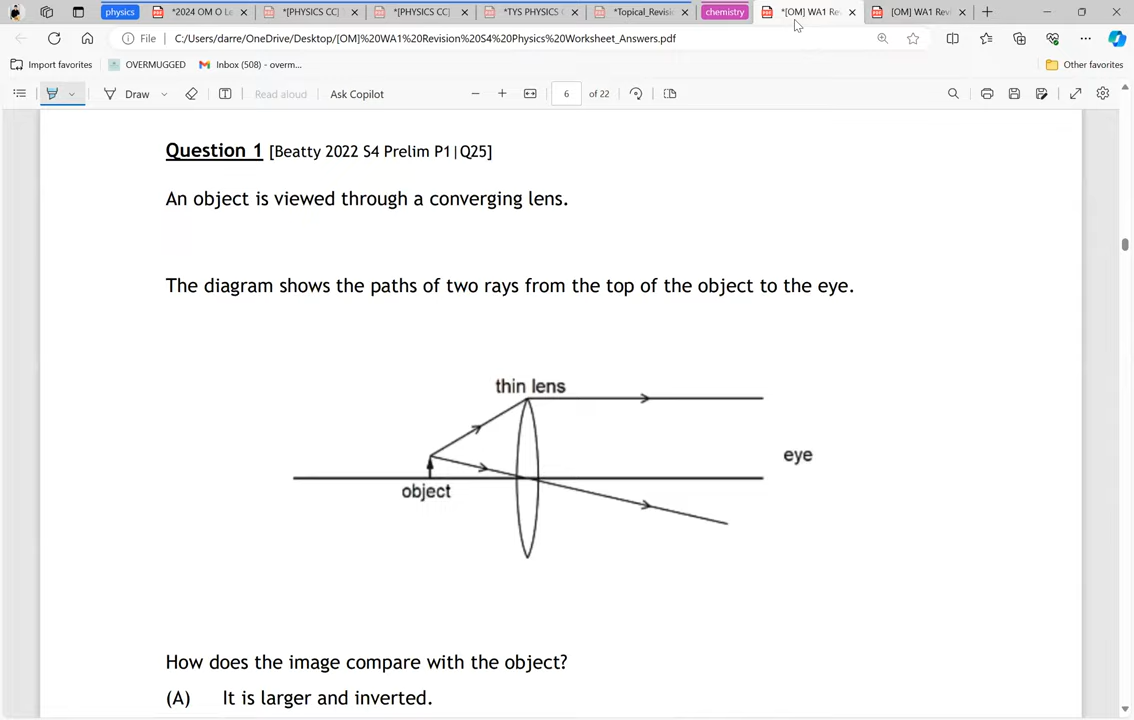 physics
*2024 OM O Le
*[PHYSICS CC]
*[PHYSICS CC]
*TYS PHYSICS (
*Topical_Revisi
chemistry
*[OM] WA1 Re
[OM] WA1 Revi
File
C:/Users/darre/OneDrive/Desktop/[OM]%20WA1%20Revision%20S4%20Physics%20Worksheet_Answers.pdf
Import favorites
OVERMUGGED
Inbox (508) - overm...
Other favorites
Draw
Read aloud
Ask Copilot
6
of 22
Question 1 [Beatty 2022 S4 Prelim P1|Q25]
An object is viewed through a converging lens.
The diagram shows the paths of two rays from the top of the object to the eye.
thin lens
eye
object
How does the image compare with the object?
(A) It is larger and inverted.